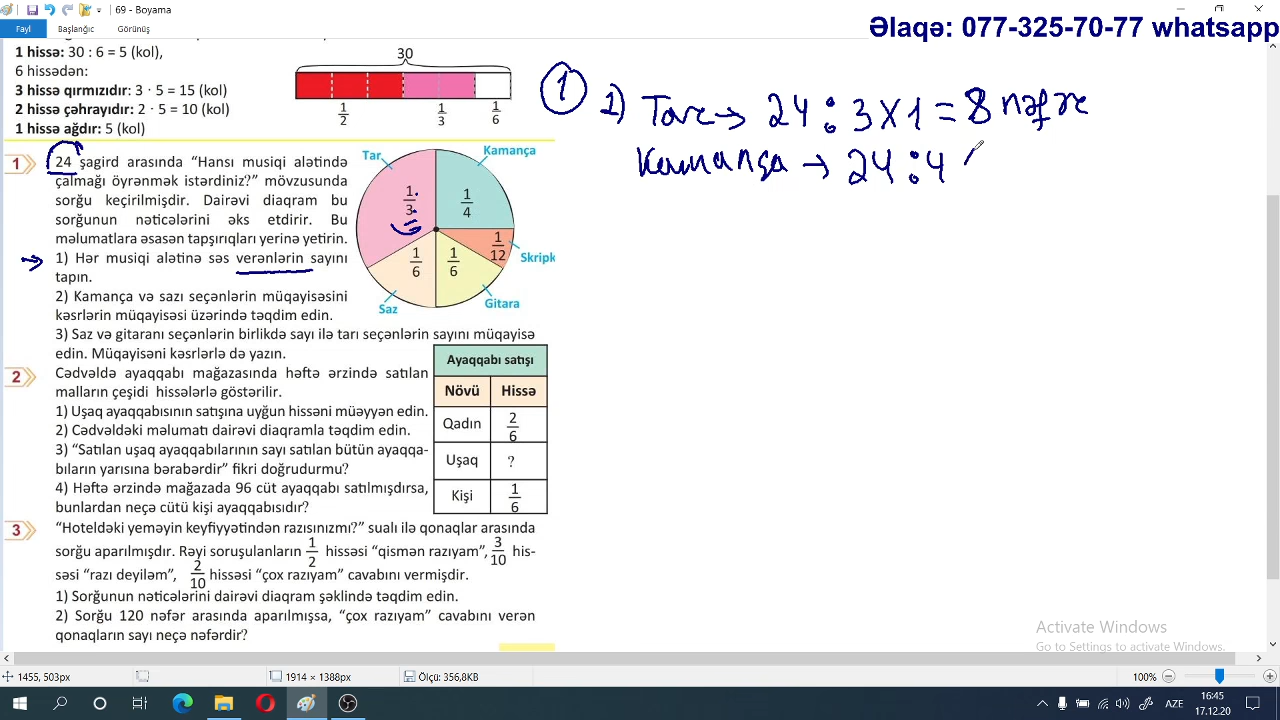 69 - Boyama
Əlaqə: 077-325-70-77 whatsapp
Fayl Başlanğıc Görünüş
1 hissə: 30 : 6 = 5 (kol),
6 hissədən:
3 hissə qırmızıdır: 3 · 5 = 15 (kol)
2 hissə çəhrayıdır: 2 · 5 = 10 (kol)
1 hissə ağdır: 5 (kol)
30
1/2 1/3 1/6
1
24 şagird arasında “Hansı musiqi alətində
çalmağı öyrənmək istərdiniz?” mövzusunda
sorğu keçirilmişdir. Dairəvi diaqram bu
sorğunun nəticələrini əks etdirir. Bu
məlumatlara əsasən tapşırıqları yerinə yetirin.
1) Hər musiqi alətinə səs verənlərin sayını
tapın.
2) Kamança və sazı seçənlərin müqayisəsini
kəsrlərin müqayisəsi üzərində təqdim edin.
3) Saz və gitaranı seçənlərin birlikdə sayı ilə tarı seçənlərin sayını müqayisə
edin. Müqayisəni kəsrlərlə də yazın.
Tar 1/3
Kamança 1/4
Skripk 1/12
Gitara 1/6
Saz 1/6
2
Cədvəldə ayaqqabı mağazasında həftə ərzində satılan
malların çeşidi hissələrlə göstərilir.
1) Uşaq ayaqqabısının satışına uyğun hissəni müəyyən edin.
2) Cədvəldəki məlumatı dairəvi diaqramla təqdim edin.
3) “Satılan uşaq ayaqqabılarının sayı satılan bütün ayaqqa-
bıların yarısına bərabərdir” fikri doğrudurmu?
4) Həftə ərzində mağazada 96 cüt ayaqqabı satılmışdırsa,
bunlardan neçə cütü kişi ayaqqabısıdır?
Ayaqqabı satışı
Növü Hissə
Qadın 2/6
Uşaq ?
Kişi 1/6
3
“Hoteldəki yeməyin keyfiyyətindən razısınızmı?” sualı ilə qonaqlar arasında
sorğu aparılmışdır. Rəyi soruşulanların 1/2 hissəsi “qismən razıyam”, 3/10 his-
səsi “razı deyiləm”, 2/10 hissəsi “çox razıyam” cavabını vermişdir.
1) Sorğunun nəticələrini dairəvi diaqram şəklində təqdim edin.
2) Sorğu 120 nəfər arasında aparılmışsa, “çox razıyam” cavabını verən
qonaqların sayı neçə nəfərdir?
1
1) Tar → 24 : 3 X 1 = 8 nəfər
Kamança → 24 : 4
Activate Windows
Go to Settings to activate Windows.
1455, 503px 1914 × 1388px Ölçü: 356,8KB 100%
AZE 16:45
17.12.20